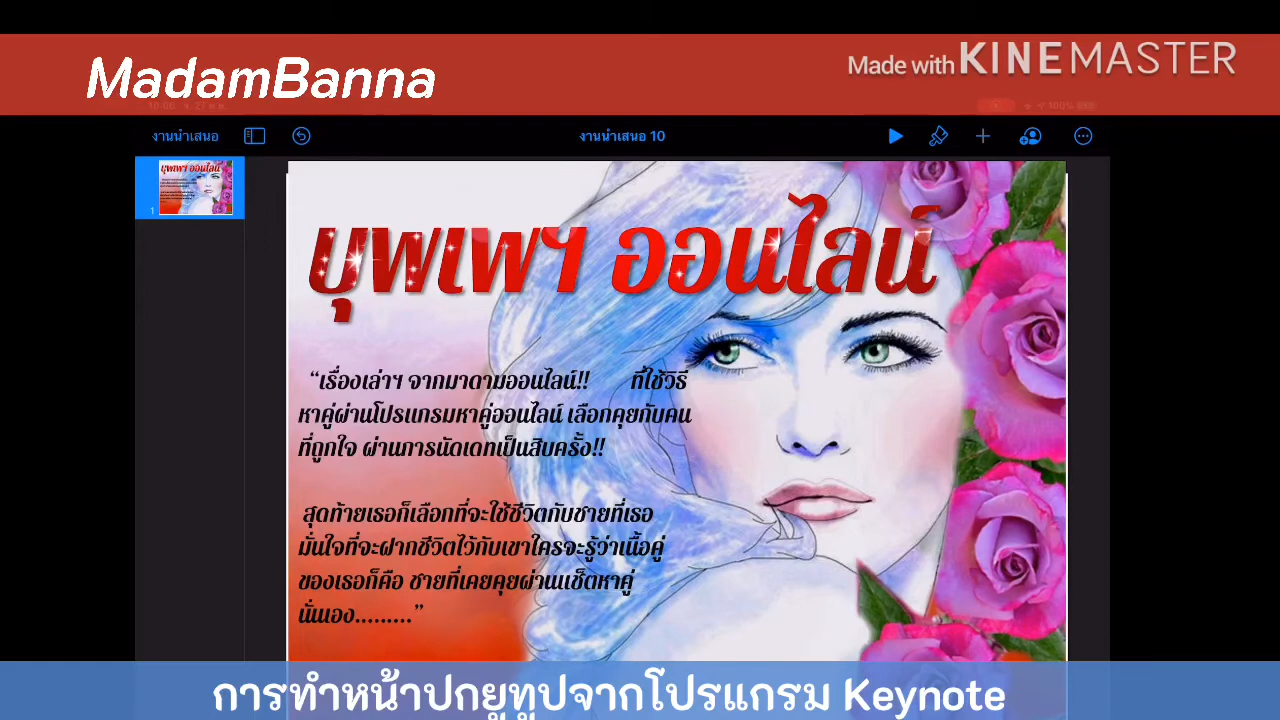 MadamBanna
Made with KINEMASTER
งานนำเสนอ
งานนำเสนอ 10
บุพเพฯ ออนไลน์
1
บุพเพฯ ออนไลน์
“เรื่องเล่าฯ จากมาดามออนไลน์!! ที่ใช้วิธี
หาคู่ผ่านโปรแกรมหาคู่ออนไลน์ เลือกคุยกับคน
ที่ถูกใจ ผ่านการนัดเดทเป็นสิบครั้ง!!
สุดท้ายเธอก็เลือกที่จะใช้ชีวิตกับชายที่เธอ
มั่นใจที่จะฝากชีวิตไว้กับเขาใครจะรู้ว่าเนื้อคู่
ของเธอก็คือ ชายที่เคยคุยผ่านแช็ตหาคู่
นั่นอง.........”
การทำหน้าปกยูทูปจากโปรแกรม Keynote